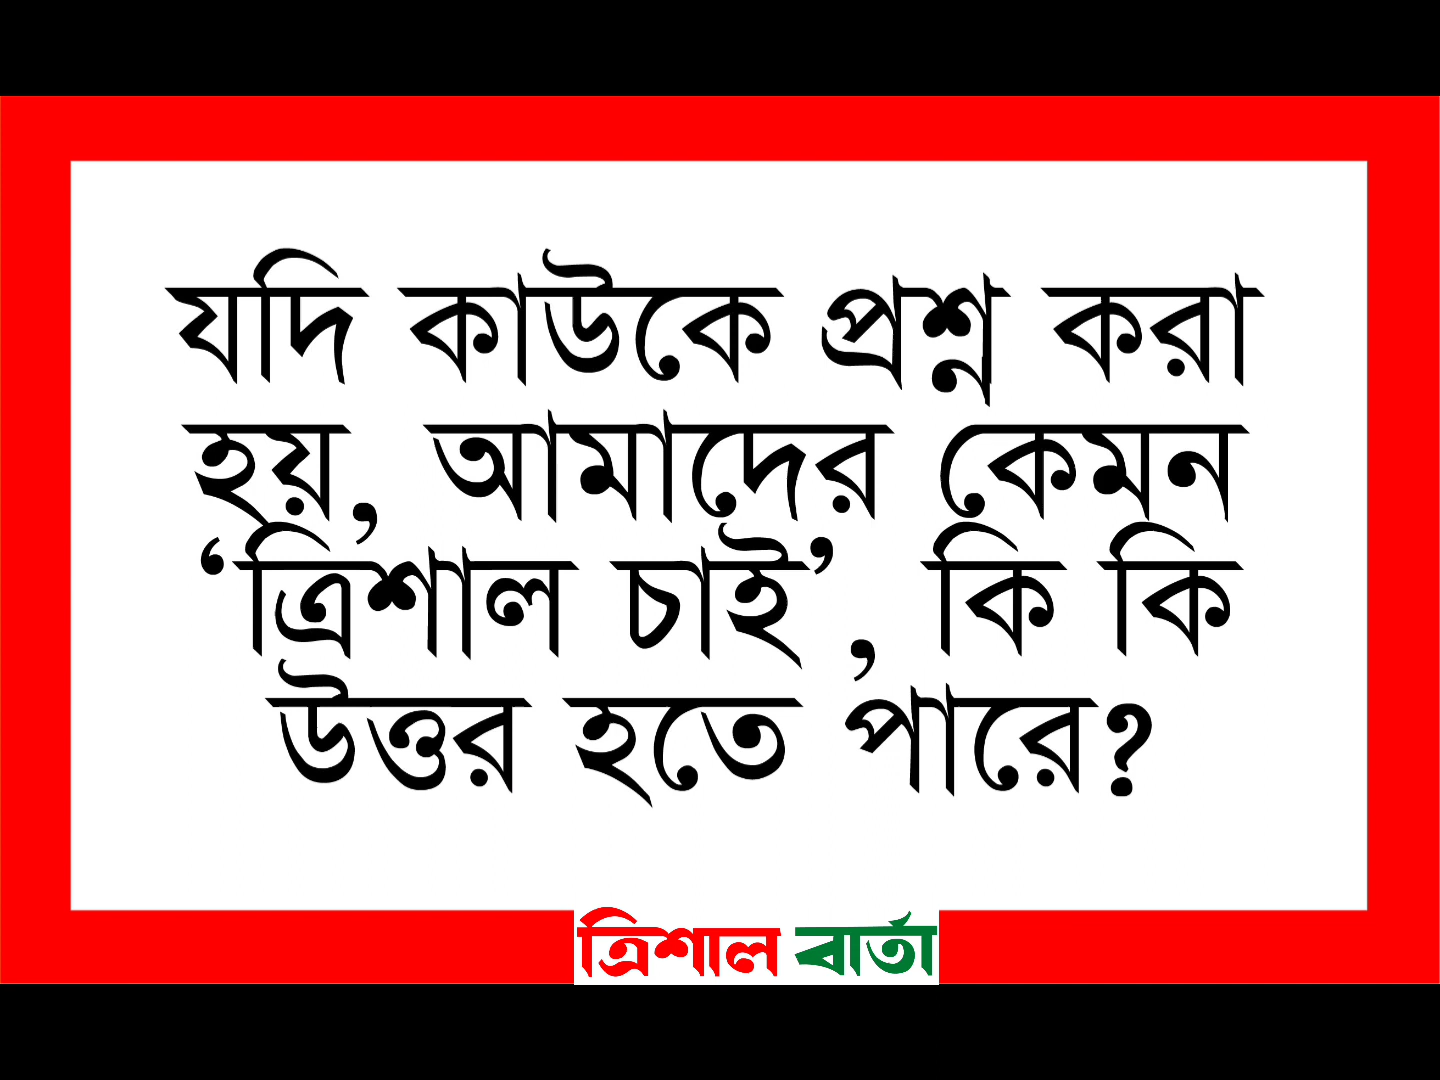 যদি কাউকে প্রশ্ন করা
হয়, আমাদের কেমন
‘ত্রিশাল চাই’ , কি কি
উত্তর হতে পারে?
ত্রিশাল বার্তা